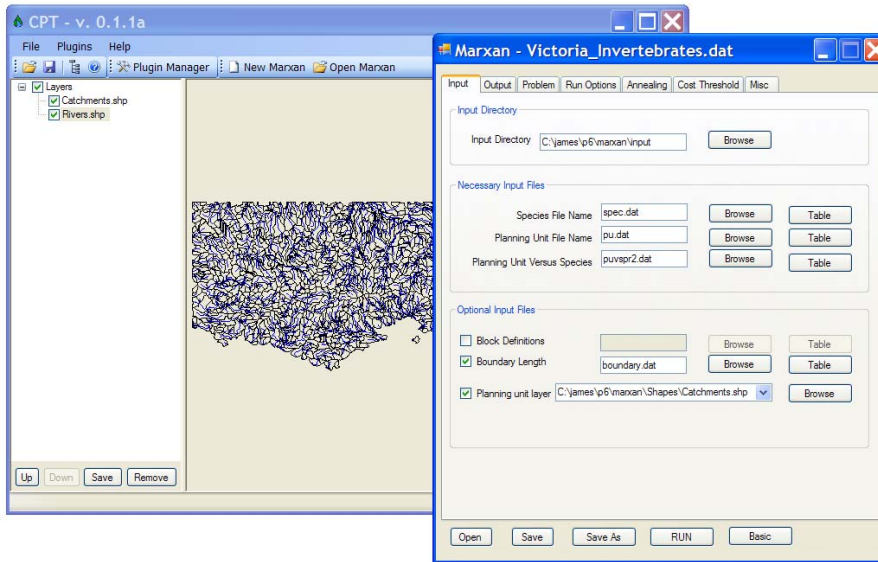 CPT - v. 0.1.1a
File Plugins Help
Plugin Manager New Marxan Open Marxan
Layers
Catchments.shp
Rivers.shp
Up Down Save Remove
Marxan - Victoria_Invertebrates.dat
Input Output Problem Run Options Annealing Cost Threshold Misc
Input Directory
Input Directory C:\james\p6\marxan\input Browse
Necessary Input Files
Species File Name spec.dat Browse Table
Planning Unit File Name pu.dat Browse Table
Planning Unit Versus Species puvspr2.dat Browse Table
Optional Input Files
Block Definitions Browse Table
Boundary Length boundary.dat Browse Table
Planning unit layer C:\james\p6\marxan\Shapes\Catchments.shp Browse
Open Save Save As RUN Basic